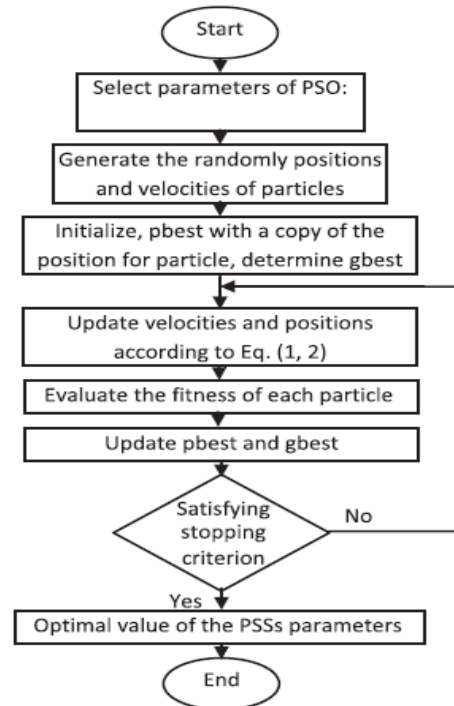 Start
Select parameters of PSO:
Generate the randomly positions
and velocities of particles
Initialize, pbest with a copy of the
position for particle, determine gbest
Update velocities and positions
according to Eq. (1, 2)
Evaluate the fitness of each particle
Update pbest and gbest
Satisfying
stopping
criterion
No
Yes
Optimal value of the PSSs parameters
End